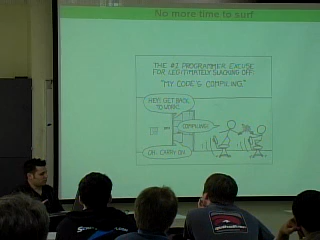 No more time to surf
THE #1 PROGRAMMER EXCUSE
FOR LEGITIMATELY SLACKING OFF:
"MY CODE'S COMPILING."
HEY! GET BACK
TO WORK!
COMPILING!
OH. CARRY ON.